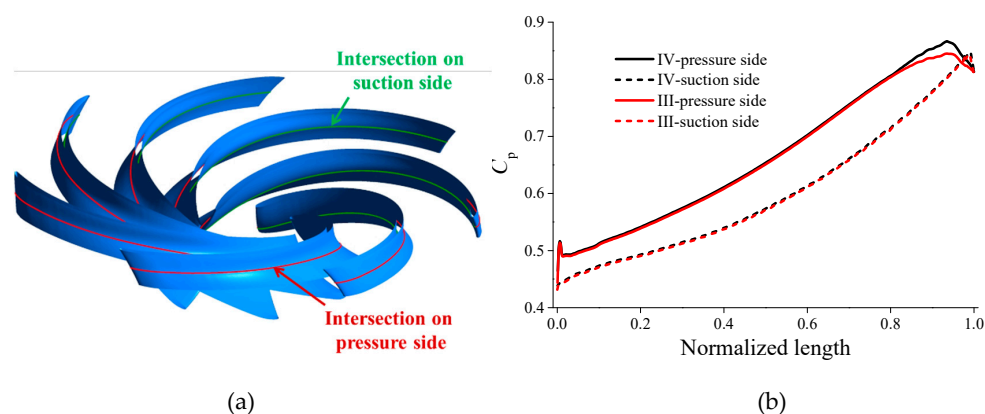 Intersection on
suction side
Intersection on
pressure side
(a)
C_p
0.9
0.8
0.7
0.6
0.5
0.4
IV-pressure side
IV-suction side
III-pressure side
III-suction side
0.0 0.2 0.4 0.6 0.8 1.0
Normalized length
(b)